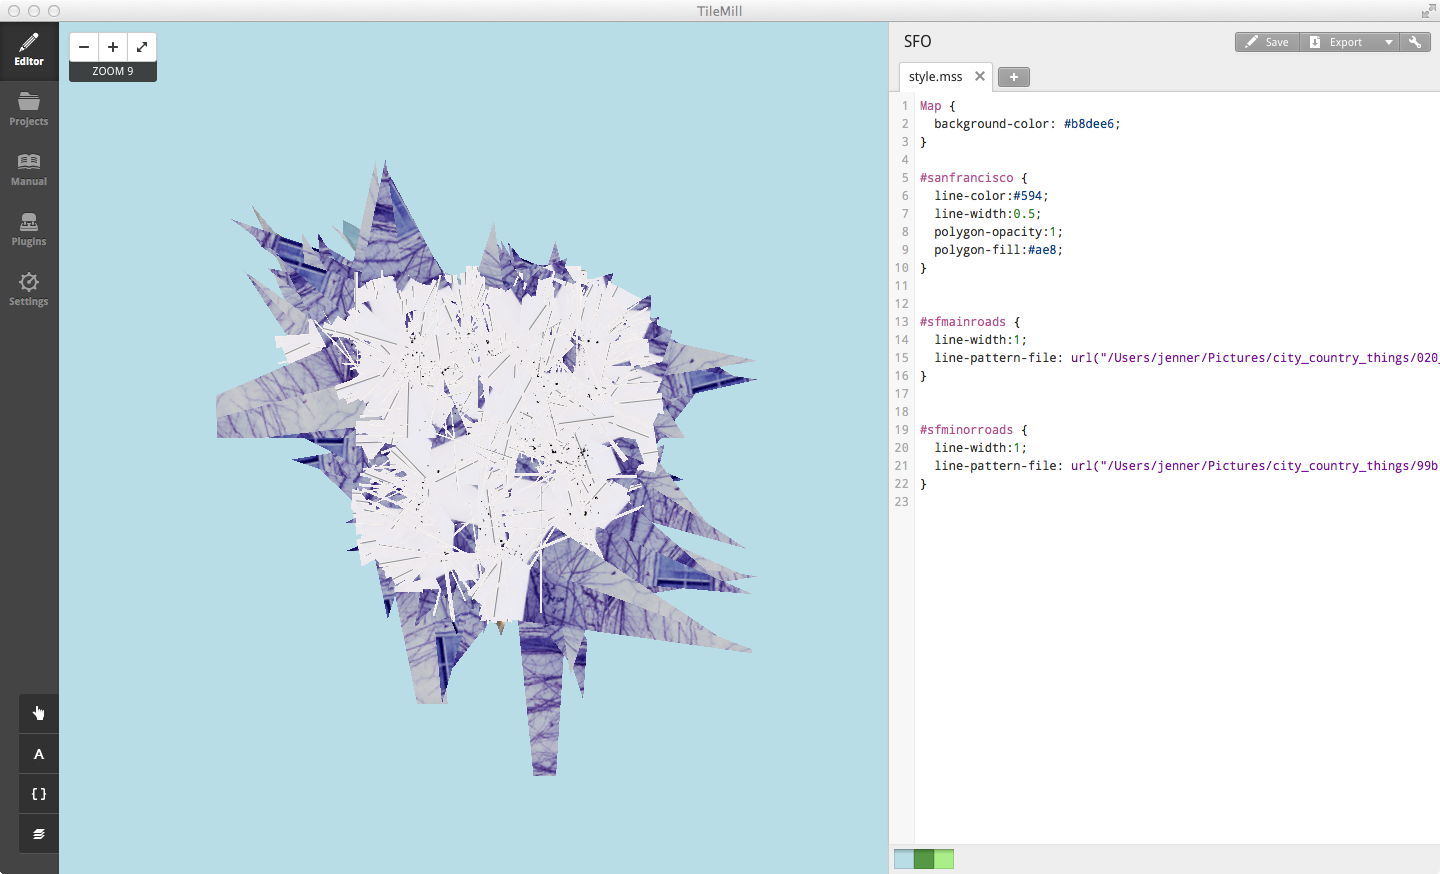 TileMill
Editor
Projects
Manual
Plugins
Settings
ZOOM 9
A
{ }
SFO
Save
Export
style.mss
1 Map {
2 background-color: #b8dee6;
3 }
4
5 #sanfrancisco {
6 line-color:#594;
7 line-width:0.5;
8 polygon-opacity:1;
9 polygon-fill:#ae8;
10 }
11
12
13 #sfmainroads {
14 line-width:1;
15 line-pattern-file: url("/Users/jenner/Pictures/city_country_things/020_
16 }
17
18
19 #sfminorroads {
20 line-width:1;
21 line-pattern-file: url("/Users/jenner/Pictures/city_country_things/99b
22 }
23